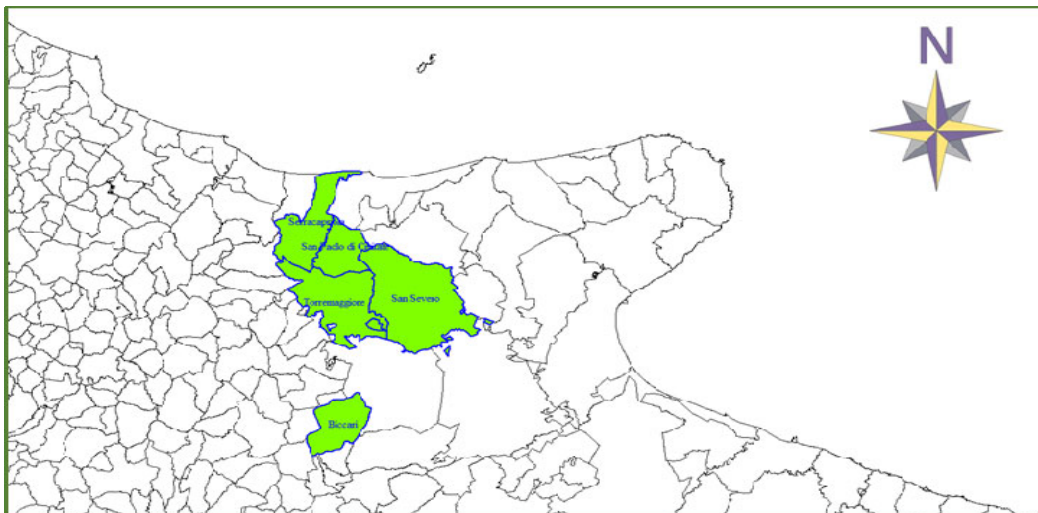 N
Serracapriola
San Paolo di Civitate
Torremaggiore
San Severo
Biccari